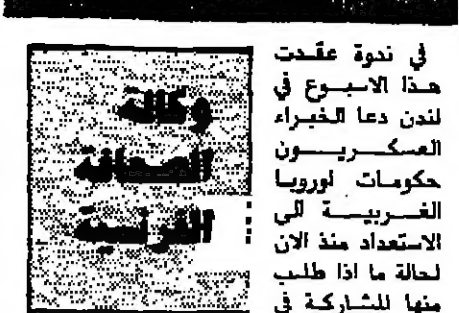 وكالة
الصحافة
الفرنسية
في ندوة عقدت
هذا الاسبوع في
لندن دعا الخبراء
العسكريون
حكومات اوروبا
الغربية الى
الاستعداد منذ الان
لحالة ما اذا طلب
منها المشاركة في